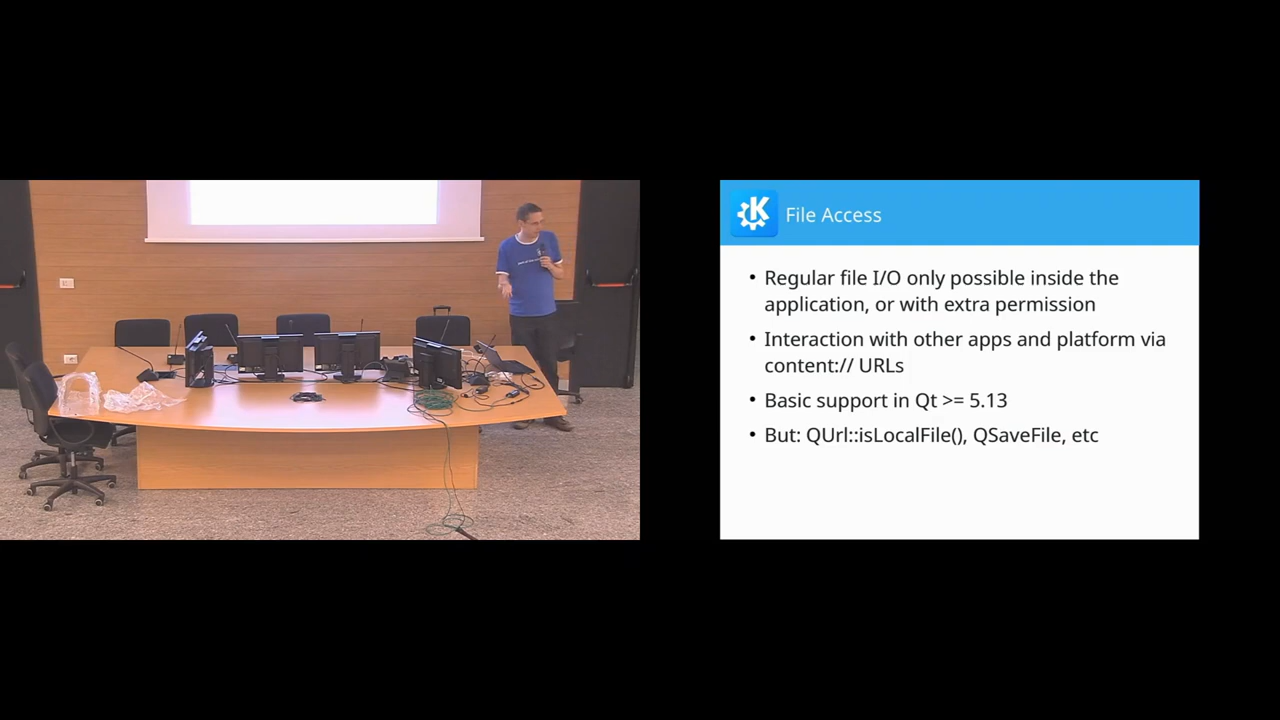 File Access
• Regular file I/O only possible inside the
application, or with extra permission
• Interaction with other apps and platform via
content:// URLs
• Basic support in Qt >= 5.13
• But: QUrl::isLocalFile(), QSaveFile, etc